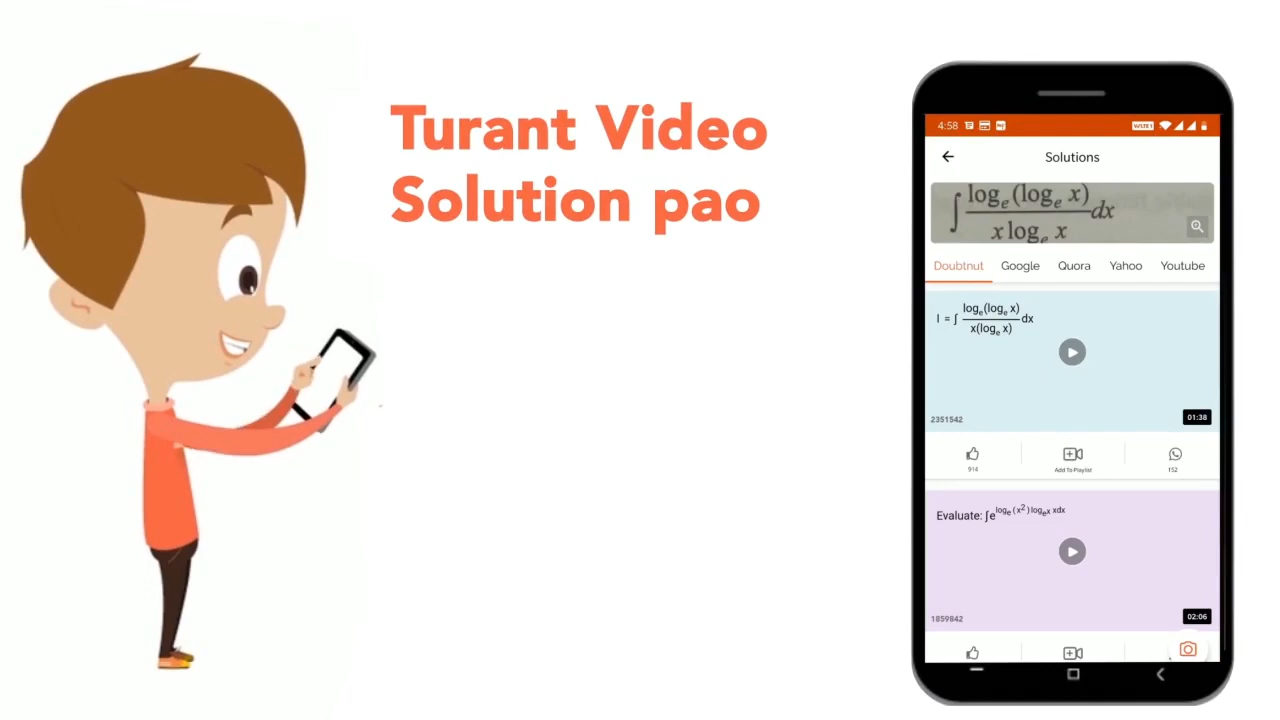 Turant Video
Solution pao
4:58
VoLTE1
Solutions
∫ logₑ(logₑ x) / x logₑ x dx
Doubtnut Google Quora Yahoo Youtube
I = ∫ logₑ(logₑ x) / x(logₑ x) dx
2351542 01:38
914 Add To Playlist 152
Evaluate: ∫e^logₑ(x²)logₑx xdx
1859842 02:06